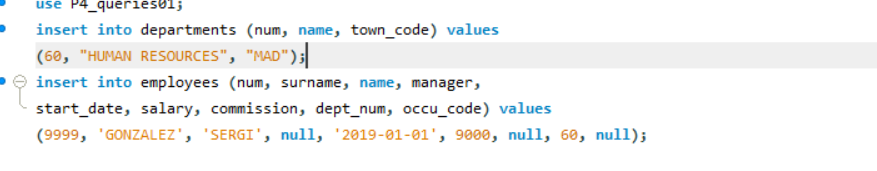 use P4_queries01;
insert into departments (num, name, town_code) values
(60, "HUMAN RESOURCES", "MAD");
insert into employees (num, surname, name, manager,
start_date, salary, commission, dept_num, occu_code) values
(9999, 'GONZALEZ', 'SERGI', null, '2019-01-01', 9000, null, 60, null);